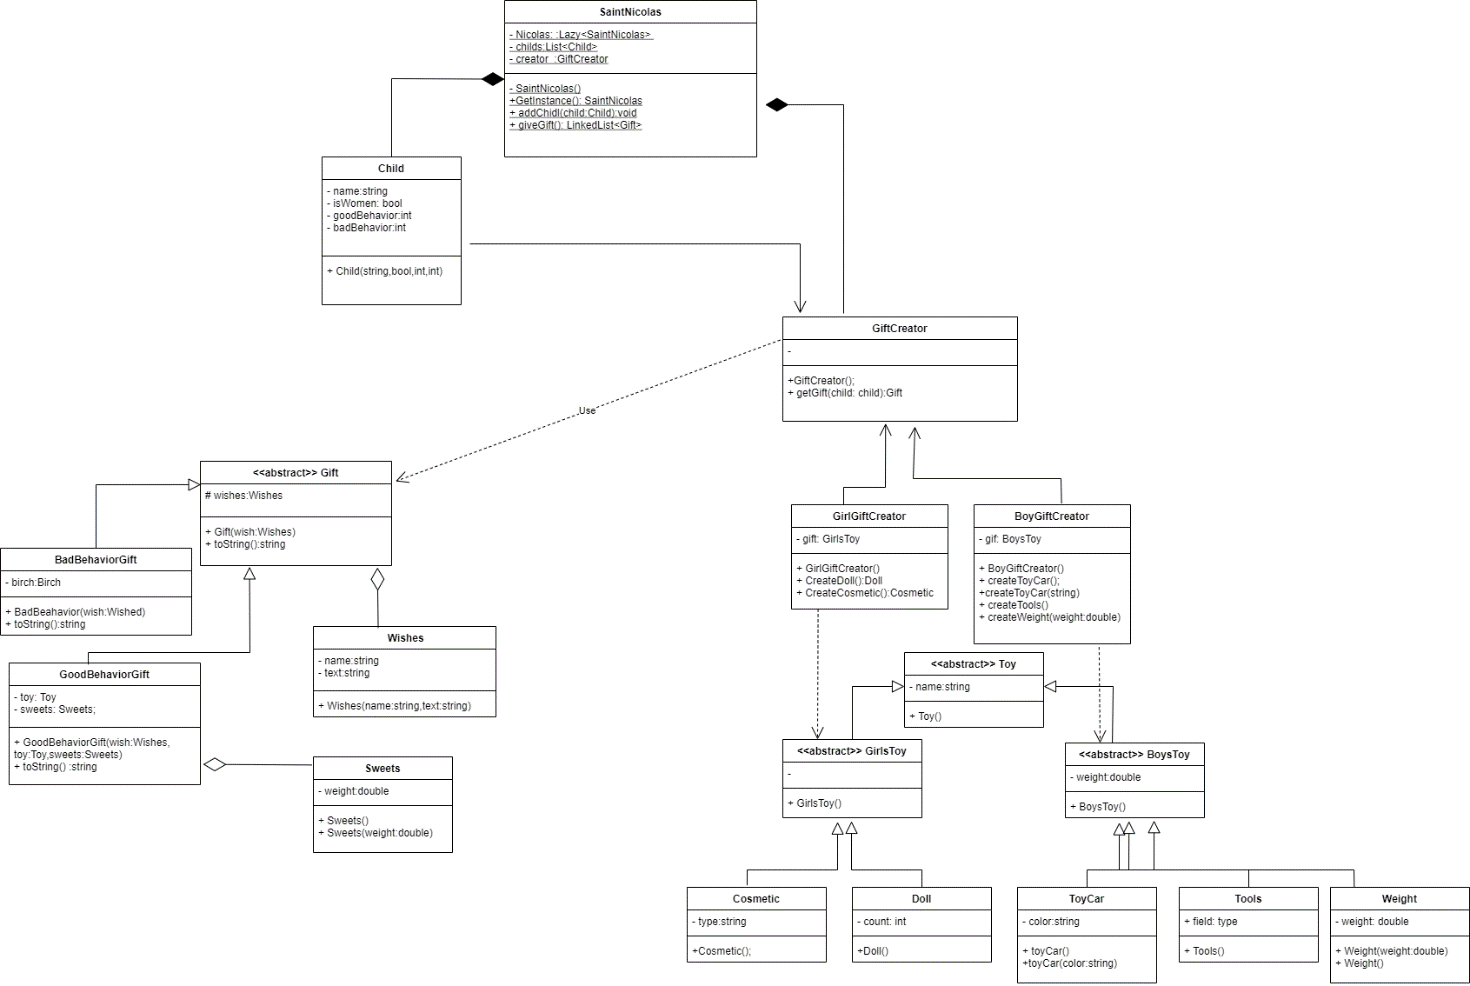 SaintNicolas
- Nicolas: :Lazy<SaintNicolas>
- childs:List<Child>
- creator :GiftCreator
- SaintNicolas()
+GetInstance(): SaintNicolas
+ addChidl(child:Child):void
+ giveGift(): LinkedList<Gift>
Child
- name:string
- isWomen: bool
- goodBehavior:int
- badBehavior:int
+ Child(string,bool,int,int)
GiftCreator
-
+GiftCreator();
+ getGift(child: child):Gift
Use
<<abstract>> Gift
# wishes:Wishes
+ Gift(wish:Wishes)
+ toString():string
BadBehaviorGift
- birch:Birch
+ BadBeahavior(wish:Wished)
+ toString():string
Wishes
- name:string
- text:string
+ Wishes(name:string,text:string)
GoodBehaviorGift
- toy: Toy
- sweets: Sweets;
+ GoodBehaviorGift(wish:Wishes,
toy:Toy,sweets:Sweets)
+ toString() :string
Sweets
- weight:double
+ Sweets()
+ Sweets(weight:double)
GirlGiftCreator
- gift: GirlsToy
+ GirlGiftCreator()
+ CreateDoll():Doll
+ CreateCosmetic():Cosmetic
BoyGiftCreator
- gif: BoysToy
+ BoyGiftCreator()
+ createToyCar();
+createToyCar(string)
+ createTools()
+ createWeight(weight:double)
<<abstract>> Toy
- name:string
+ Toy()
<<abstract>> GirlsToy
-
+ GirlsToy()
<<abstract>> BoysToy
- weight:double
+ BoysToy()
Cosmetic
- type:string
+Cosmetic();
Doll
- count: int
+Doll()
ToyCar
- color:string
+ toyCar()
+toyCar(color:string)
Tools
+ field: type
+ Tools()
Weight
- weight: double
+ Weight(weight:double)
+ Weight()